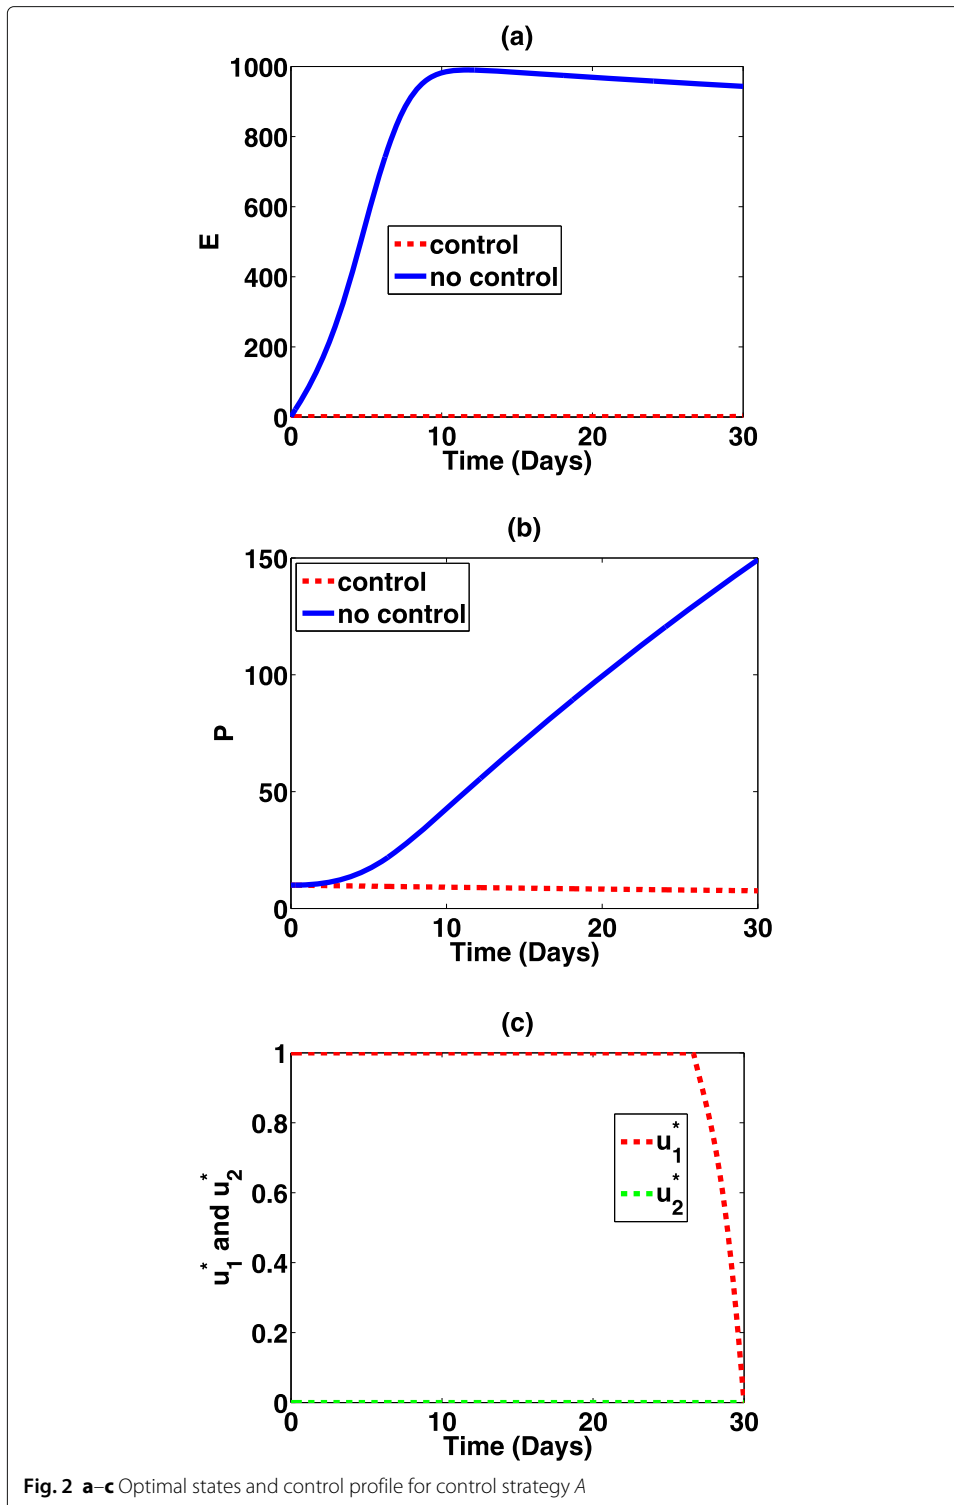 (a)
1000
800
600
400
200
0
E
control
no control
0 10 20 30
Time (Days)
(b)
150
100
50
0
P
control
no control
0 10 20 30
Time (Days)
(c)
1
0.8
0.6
0.4
0.2
0
u₁* and u₂*
u₁*
u₂*
0 10 20 30
Time (Days)
Fig. 2 a–c Optimal states and control profile for control strategy A